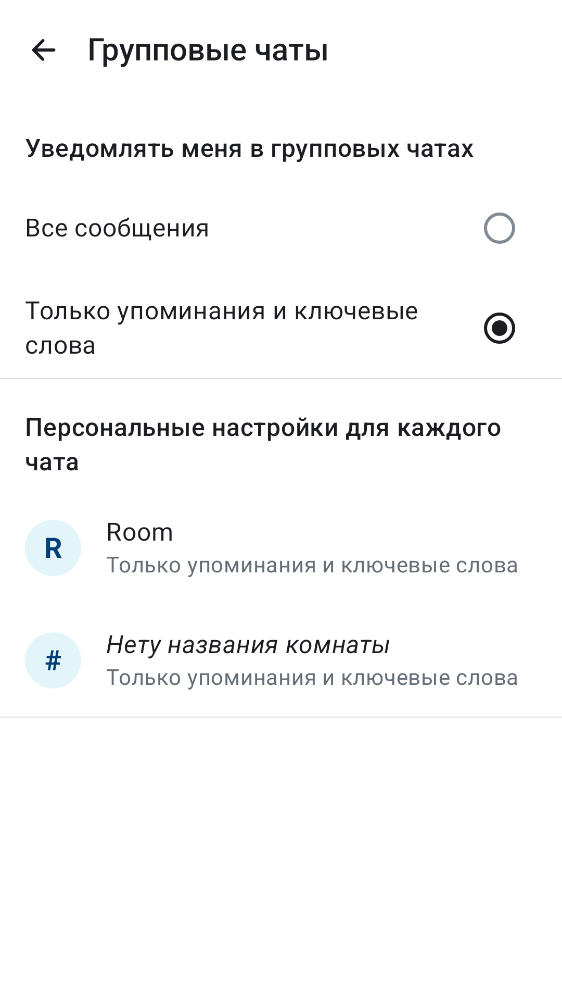 Групповые чаты
Уведомлять меня в групповых чатах
Все сообщения
Только упоминания и ключевые
слова
Персональные настройки для каждого
чата
R
Room
Только упоминания и ключевые слова
#
Нету названия комнаты
Только упоминания и ключевые слова